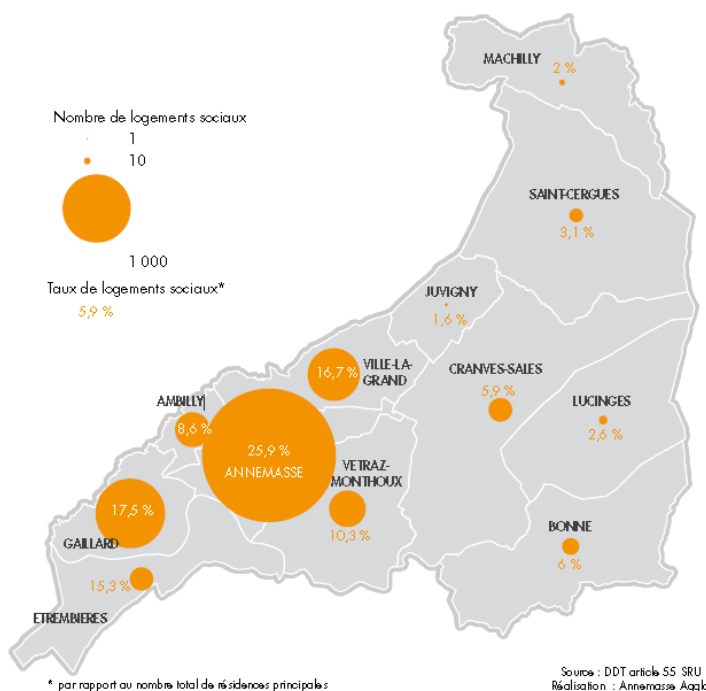 MACHILLY
2 %
Nombre de logements sociaux
1
10
1 000
Taux de logements sociaux*
5,9 %
SAINT-CERGUES
3,1 %
JUVIGNY
1,6 %
VILLE-LA-
GRAND
16,7 %
CRANVES-SALES
5,9 %
LUCINGES
2,6 %
AMBILLY
8,6 %
25,9 %
ANNEMASSE
VETRAZ-
MONTHOUX
10,3 %
17,5 %
GAILLARD
BONNE
6 %
15,3 %
ETREMBIERES
* par rapport au nombre total de résidences principales
Source : DDT article 55 SRU
Réalisation : Annemasse Agglo